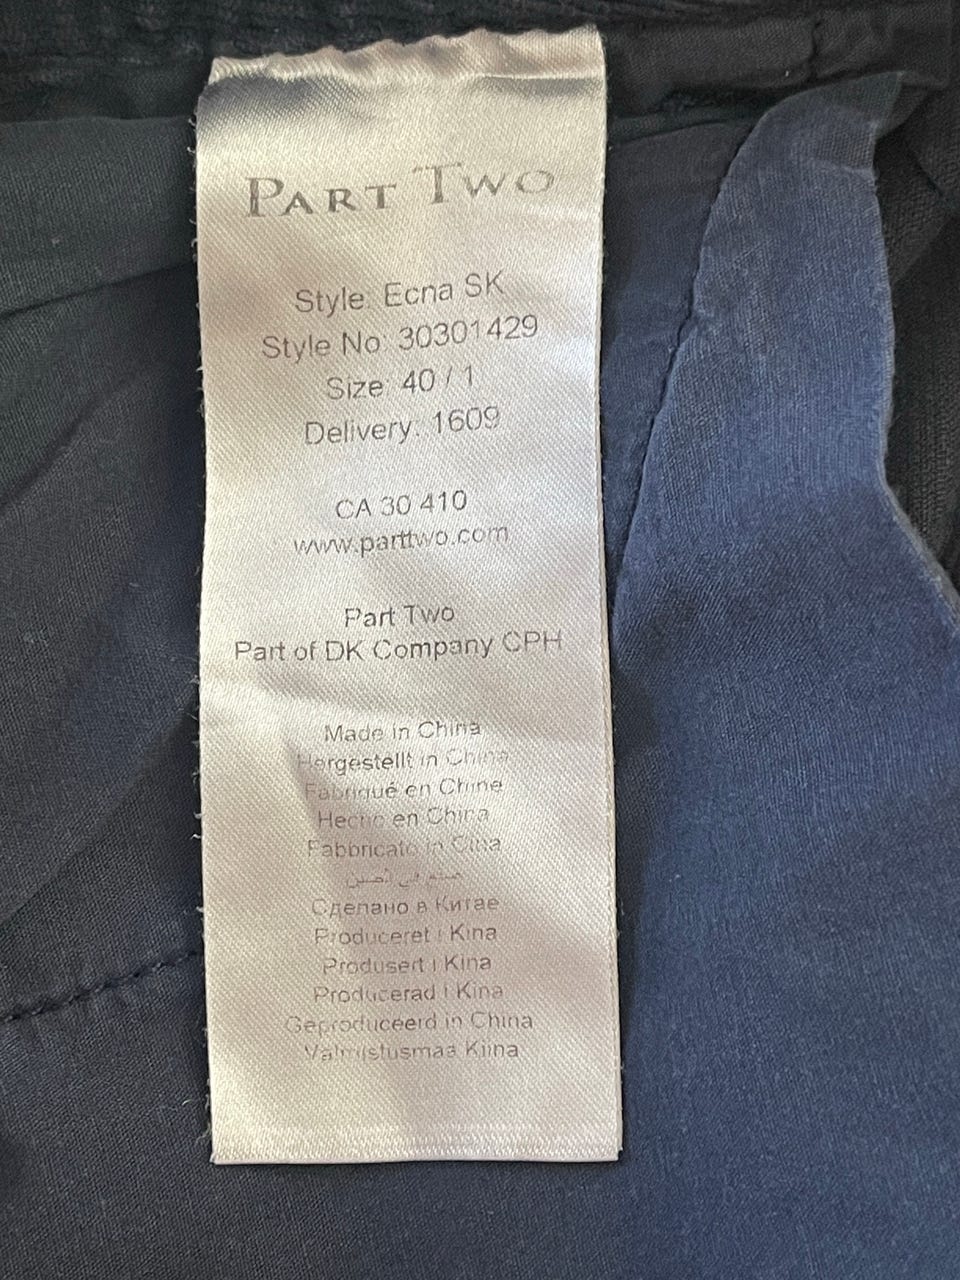 PART TWO
Style: Ecna SK
Style No: 30301429
Size: 40 / 1
Delivery: 1609
CA 30 410
www.parttwo.com
Part Two
Part of DK Company CPH
Made in China
Hergestellt in China
Fabriqué en Chine
Hecho en China
Fabbricato in Cina
صنع في الصين
Сделано в Китае
Produceret i Kina
Produsert i Kina
Producerad i Kina
Geproduceerd in China
Valmistusmaa Kiina